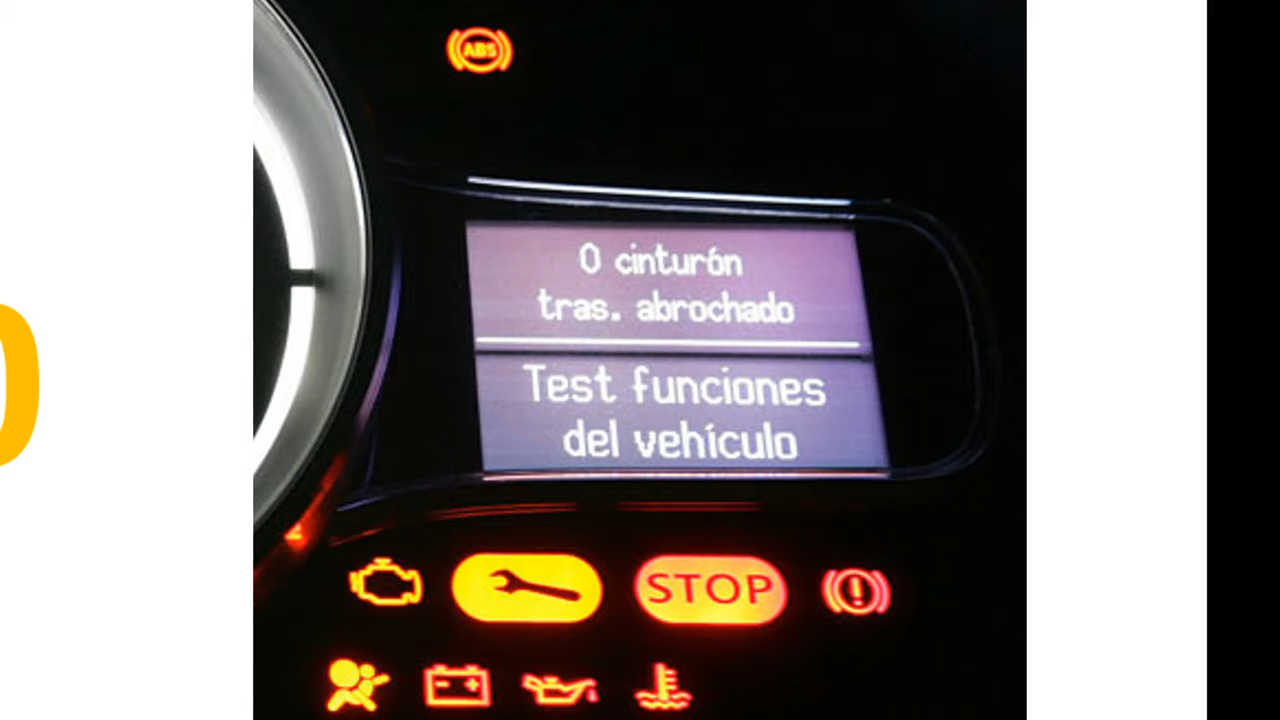 ABS
0 cinturón
tras. abrochado
Test funciones
del vehículo
STOP